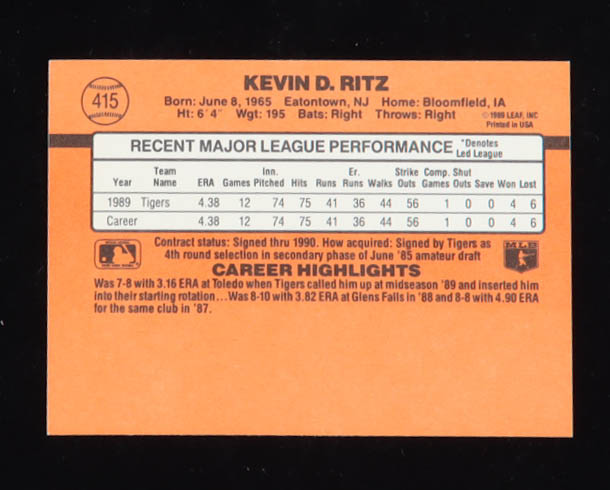 415
KEVIN D. RITZ
Born: June 8, 1965 Eatontown, NJ Home: Bloomfield, IA
Ht: 6'4" Wgt: 195 Bats: Right Throws: Right
©1989 LEAF, INC
Printed in USA
RECENT MAJOR LEAGUE PERFORMANCE *Denotes Led League
Year Team Name ERA Games Inn. Pitched Hits Runs Er. Runs Walks Strike Outs Comp. Games Shut Outs Save Won Lost
1989 Tigers 4.38 12 74 75 41 36 44 56 1 0 0 4 6
Career 4.38 12 74 75 41 36 44 56 1 0 0 4 6
Contract status: Signed thru 1990. How acquired: Signed by Tigers as
4th round selection in secondary phase of June '85 amateur draft
MLB
CAREER HIGHLIGHTS
Was 7-8 with 3.16 ERA at Toledo when Tigers called him up at midseason '89 and inserted him
into their starting rotation...Was 8-10 with 3.82 ERA at Glens Falls in '88 and 8-8 with 4.90 ERA
for the same club in '87.